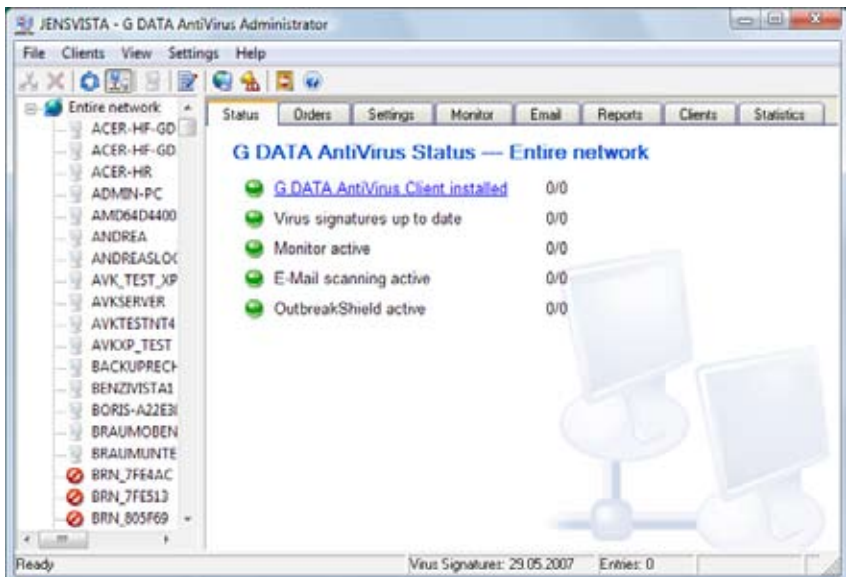 JENSVISTA - G DATA AntiVirus Administrator
File Clients View Settings Help
Entire network
ACER-HF-GD
ACER-HF-GD
ACER-HR
ADMIN-PC
AMD64D4400
ANDREA
ANDREASLO
AVK_TEST_XP
AVKSERVER
AVKTESTNT4
AVKXP_TEST
BACKUPRECH
BENZIVISTA1
BORIS-A22E3
BRAUMOBEN
BRAUMUNTE
BRN_7FE4AC
BRN_7FE513
BRN_805F69
Status Orders Settings Monitor Email Reports Clients Statistics
G DATA AntiVirus Status --- Entire network
G DATA AntiVirus Client installed 0/0
Virus signatures up to date 0/0
Monitor active 0/0
E-Mail scanning active 0/0
OutbreakShield active 0/0
Ready Virus Signatures: 29.05.2007 Entries: 0